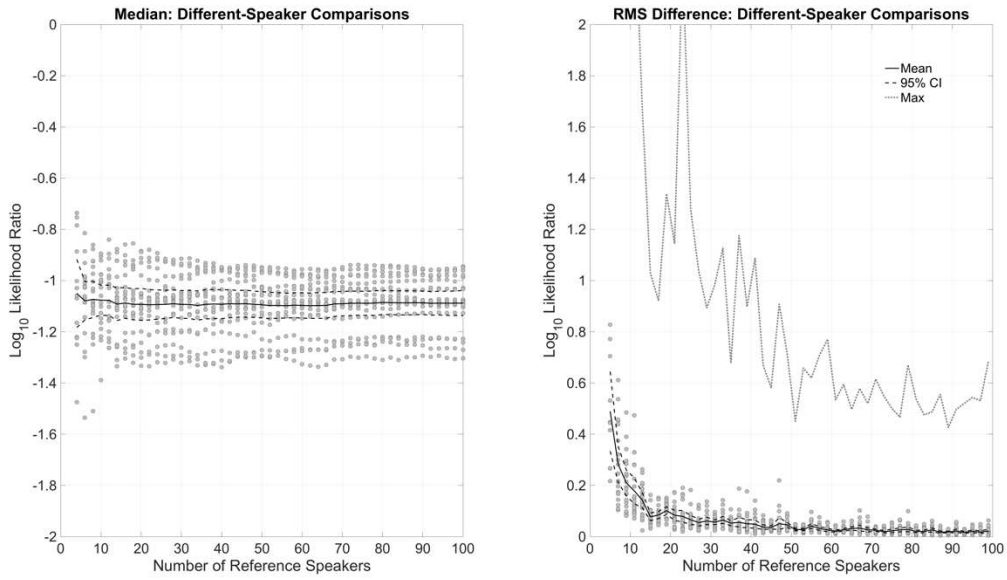 Median: Different-Speaker Comparisons
0
-0.2
-0.4
-0.6
-0.8
-1
-1.2
-1.4
-1.6
-1.8
-2
Log10 Likelihood Ratio
0 10 20 30 40 50 60 70 80 90 100
Number of Reference Speakers
RMS Difference: Different-Speaker Comparisons
2
1.8
1.6
1.4
1.2
1
0.8
0.6
0.4
0.2
0
Log10 Likelihood Ratio
Mean
95% CI
Max
0 10 20 30 40 50 60 70 80 90 100
Number of Reference Speakers